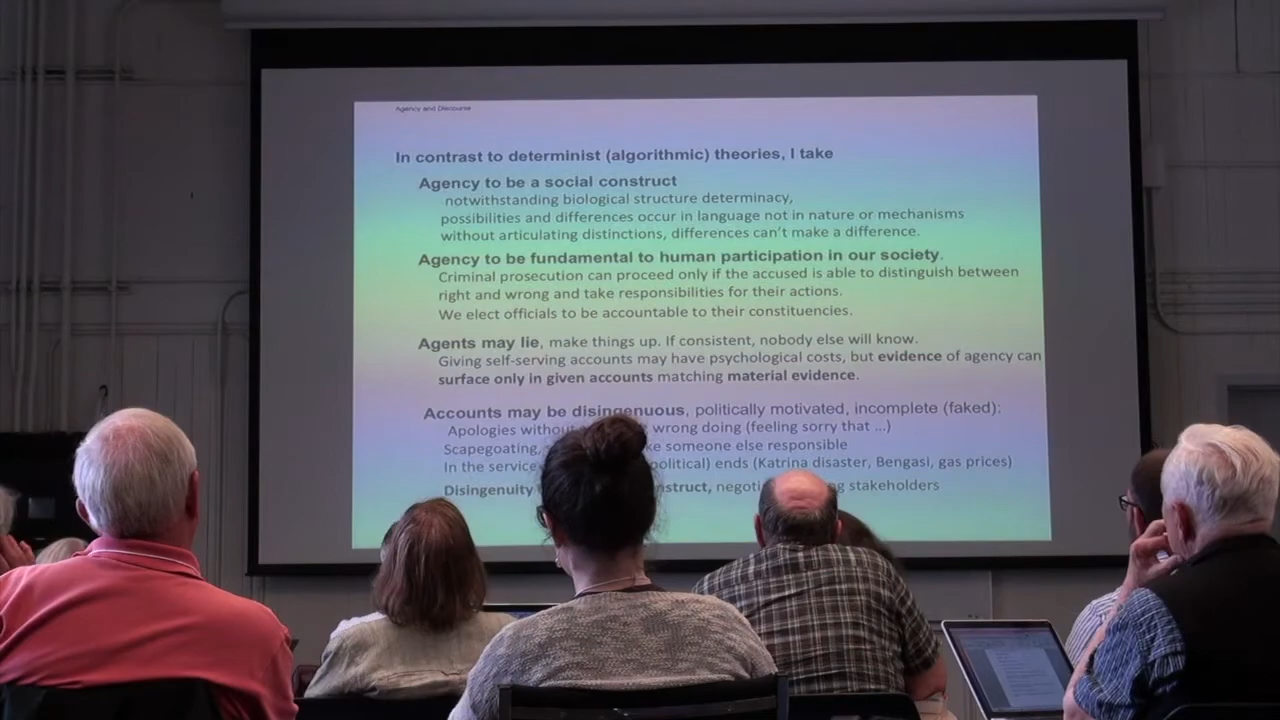 Agency and Discourse
In contrast to determinist (algorithmic) theories, I take
Agency to be a social construct
notwithstanding biological structure determinacy,
possibilities and differences occur in language not in nature or mechanisms
without articulating distinctions, differences can't make a difference.
Agency to be fundamental to human participation in our society.
Criminal prosecution can proceed only if the accused is able to distinguish between
right and wrong and take responsibilities for their actions.
We elect officials to be accountable to their constituencies.
Agents may lie, make things up. If consistent, nobody else will know.
Giving self-serving accounts may have psychological costs, but evidence of agency can
surface only in given accounts matching material evidence.
Accounts may be disingenuous, politically motivated, incomplete (faked):
Apologies without wrong doing (feeling sorry that ...)
Scapegoating, someone else responsible
In the service political) ends (Katrina disaster, Bengasi, gas prices)
Disingenuity stakeholders